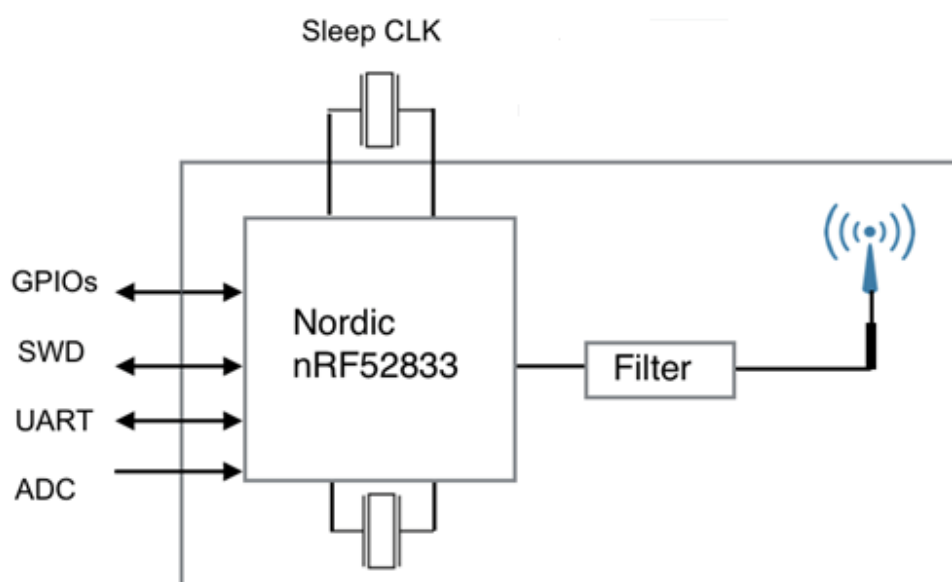 Sleep CLK
GPIOs
SWD
UART
ADC
Nordic
nRF52833
Filter